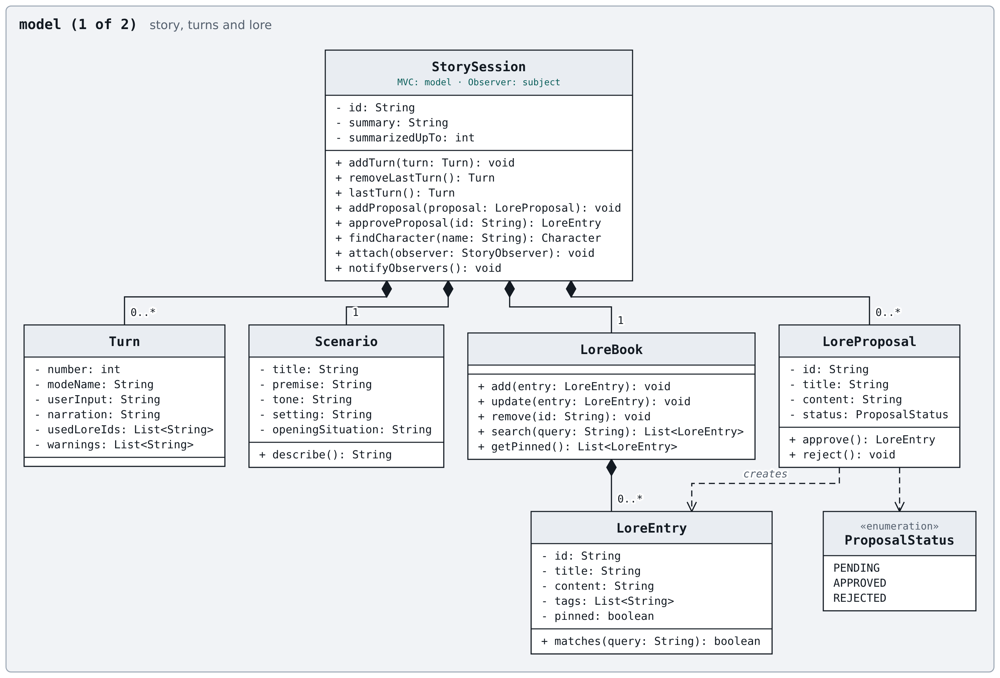 model (1 of 2) story, turns and lore
StorySession
MVC: model · Observer: subject
- id: String
- summary: String
- summarizedUpTo: int
+ addTurn(turn: Turn): void
+ removeLastTurn(): Turn
+ lastTurn(): Turn
+ addProposal(proposal: LoreProposal): void
+ approveProposal(id: String): LoreEntry
+ findCharacter(name: String): Character
+ attach(observer: StoryObserver): void
+ notifyObservers(): void
0..*
1
1
0..*
Turn
- number: int
- modeName: String
- userInput: String
- narration: String
- usedLoreIds: List<String>
- warnings: List<String>
Scenario
- title: String
- premise: String
- tone: String
- setting: String
- openingSituation: String
+ describe(): String
LoreBook
+ add(entry: LoreEntry): void
+ update(entry: LoreEntry): void
+ remove(id: String): void
+ search(query: String): List<LoreEntry>
+ getPinned(): List<LoreEntry>
LoreProposal
- id: String
- title: String
- content: String
- status: ProposalStatus
+ approve(): LoreEntry
+ reject(): void
creates
0..*
LoreEntry
- id: String
- title: String
- content: String
- tags: List<String>
- pinned: boolean
+ matches(query: String): boolean
«enumeration»
ProposalStatus
PENDING
APPROVED
REJECTED